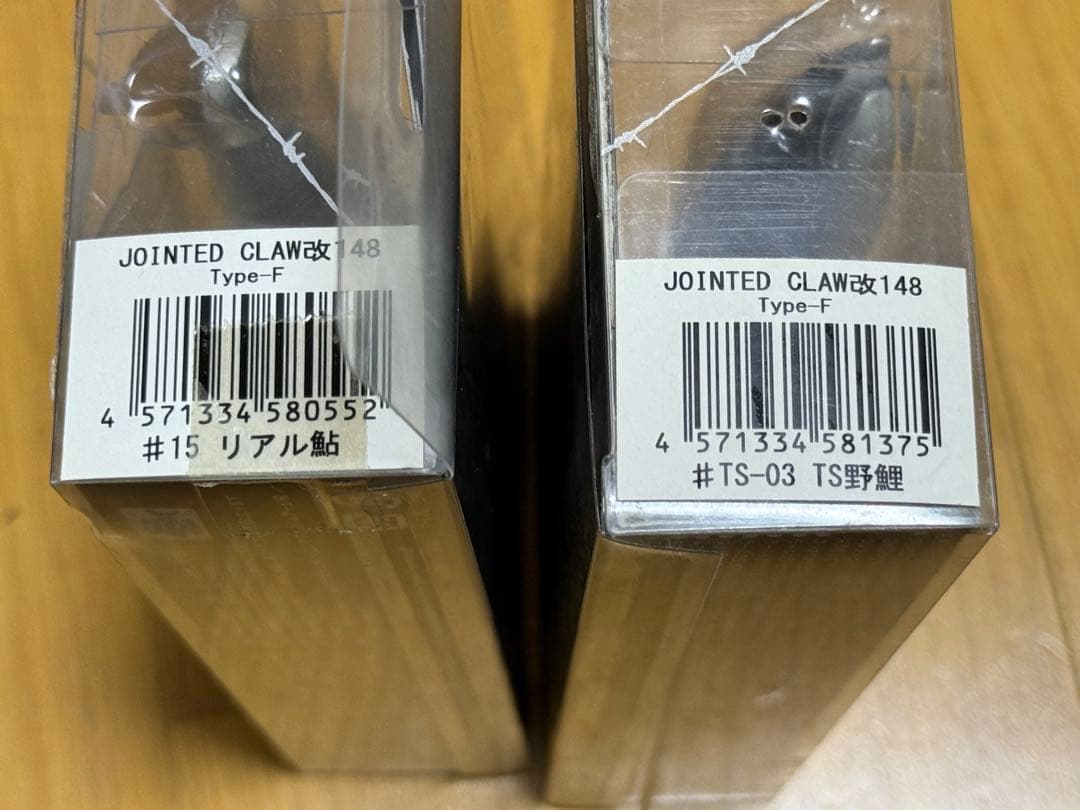 JOINTED CLAW改148
Type-F
4 571334 580552
#15 リアル鮎
JOINTED CLAW改148
Type-F
4 571334 581375
#TS-03 TS野鯉